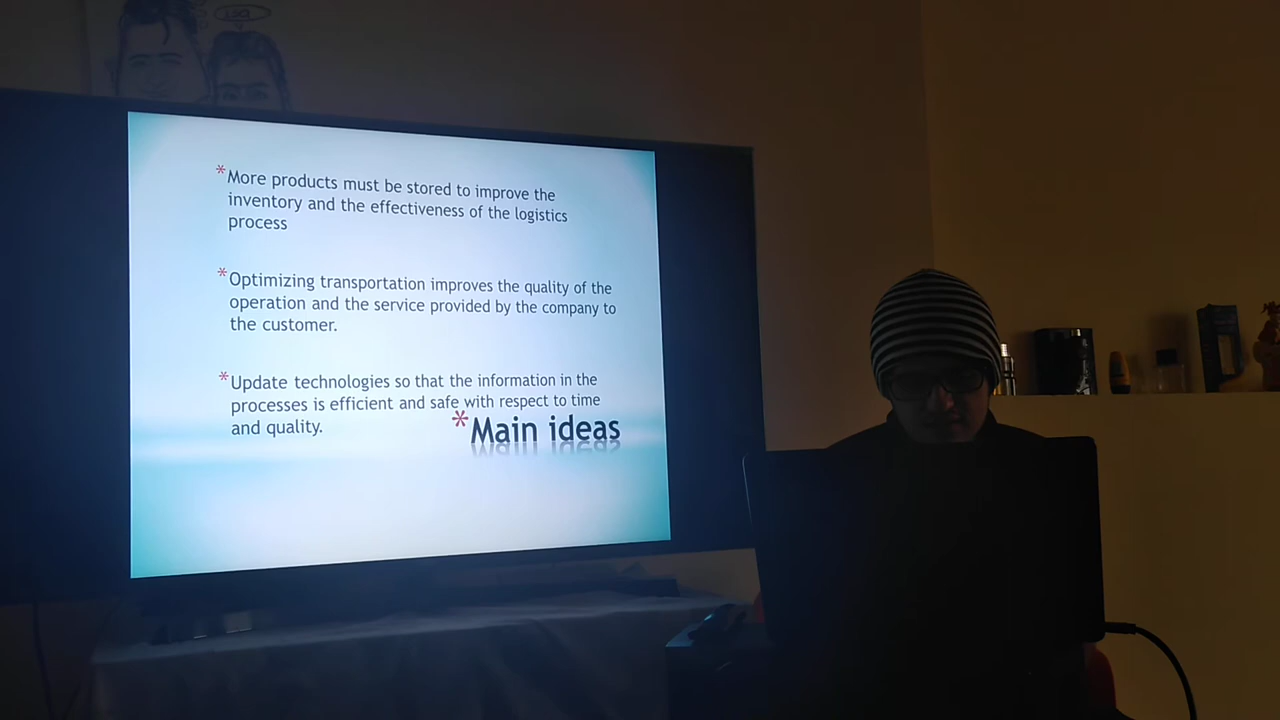 *More products must be stored to improve the
inventory and the effectiveness of the logistics
process
*Optimizing transportation improves the quality of the
operation and the service provided by the company to
the customer.
*Update technologies so that the information in the
processes is efficient and safe with respect to time
and quality.
*Main ideas